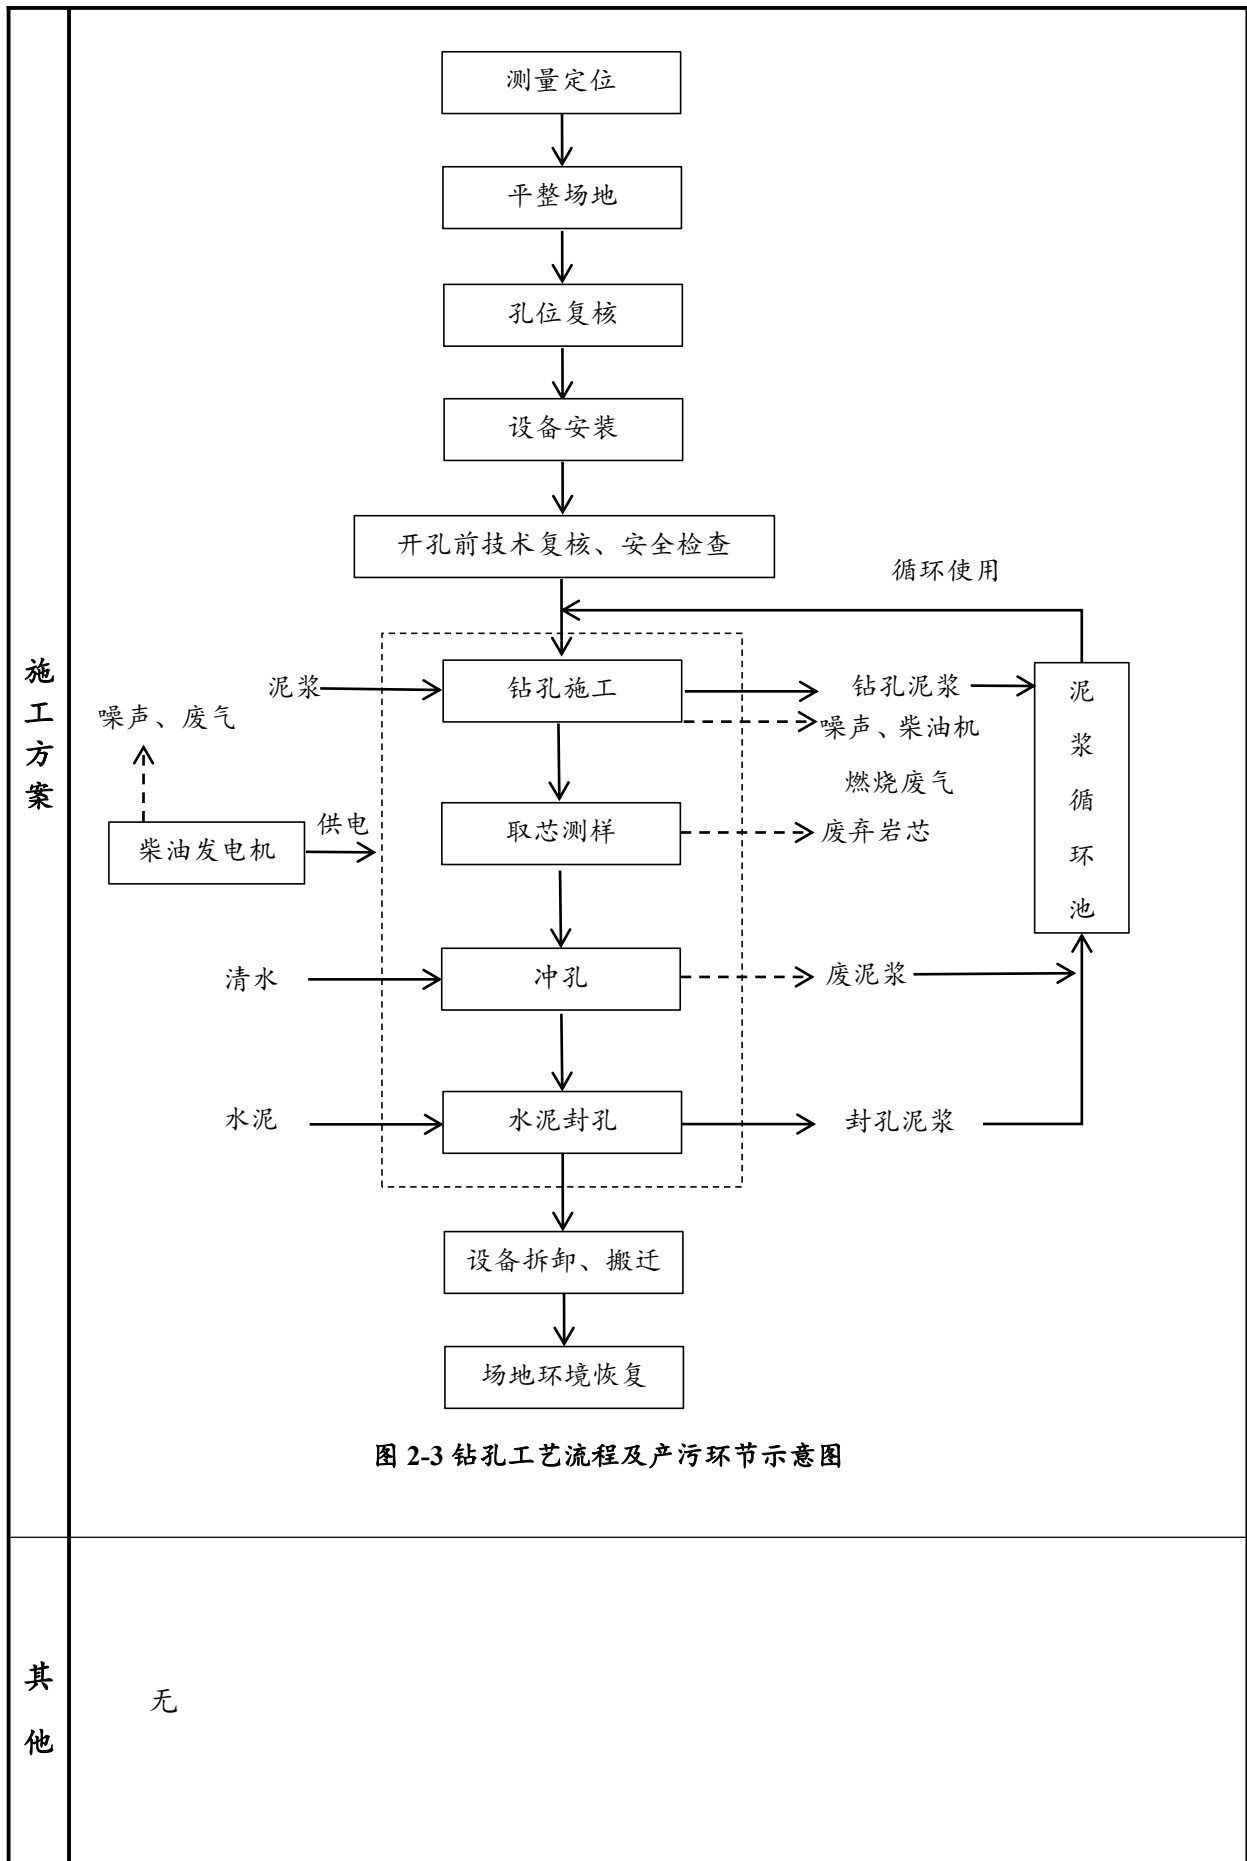 测量定位
平整场地
孔位复核
设备安装
开孔前技术复核、安全检查
循环使用
施工方案
泥浆
钻孔施工
钻孔泥浆
泥浆循环池
噪声、废气
噪声、柴油机
燃烧废气
供电
柴油发电机
取芯测样
废弃岩芯
清水
冲孔
废泥浆
水泥
水泥封孔
封孔泥浆
设备拆卸、搬迁
场地环境恢复
图 2-3 钻孔工艺流程及产污环节示意图
其他
无